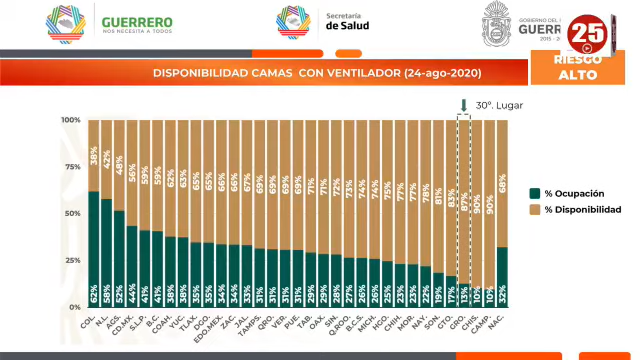 GUERRERO
NOS NECESITA A TODOS
Secretaría
de Salud
GOBIERNO DEL
GUERR
2015 - 2
25
RIESGO
ALTO
DISPONIBILIDAD CAMAS CON VENTILADOR (24-ago-2020)
30°. Lugar
100%
75%
50%
25%
0%
38% 42% 48% 56% 59% 59% 62% 63% 65% 65% 66% 66% 67% 69% 69% 69% 69% 71% 71% 72% 73% 74% 74% 75% 77% 77% 78% 81% 83% 87% 90% 90% 68%
62% 58% 52% 44% 41% 41% 38% 38% 35% 35% 34% 34% 33% 31% 31% 31% 31% 29% 29% 28% 27% 26% 26% 25% 23% 23% 22% 19% 17% 13% 10% 10% 32%
COL. N.L. AGS. CD.MX. S.L.P. B.C. COAH. YUC. TLAX. DGO. EDO.MEX. ZAC. JAL. TAMPS. QRO. VER. PUE. TAB. OAX. SIN. Q.ROO. B.C.S. MICH. HGO. CHIH. MOR. NAY. SON. GTO. GRO. CHIS. CAMP. NAC.
% Ocupación
% Disponibilidad